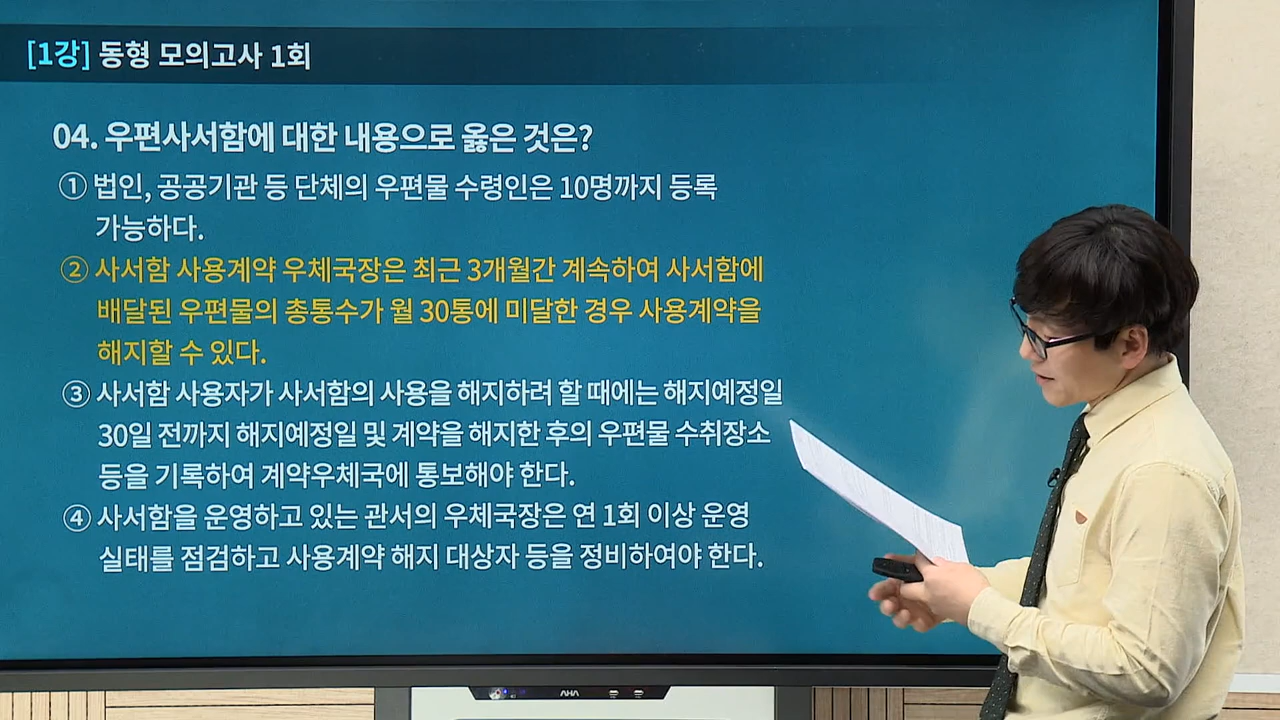 [1강] 동형 모의고사 1회
04. 우편사서함에 대한 내용으로 옳은 것은?
① 법인, 공공기관 등 단체의 우편물 수령인은 10명까지 등록
가능하다.
② 사서함 사용계약 우체국장은 최근 3개월간 계속하여 사서함에
배달된 우편물의 총통수가 월 30통에 미달한 경우 사용계약을
해지할 수 있다.
③ 사서함 사용자가 사서함의 사용을 해지하려 할 때에는 해지예정일
30일 전까지 해지예정일 및 계약을 해지한 후의 우편물 수취장소
등을 기록하여 계약우체국에 통보해야 한다.
④ 사서함을 운영하고 있는 관서의 우체국장은 연 1회 이상 운영
실태를 점검하고 사용계약 해지 대상자 등을 정비하여야 한다.
AHA